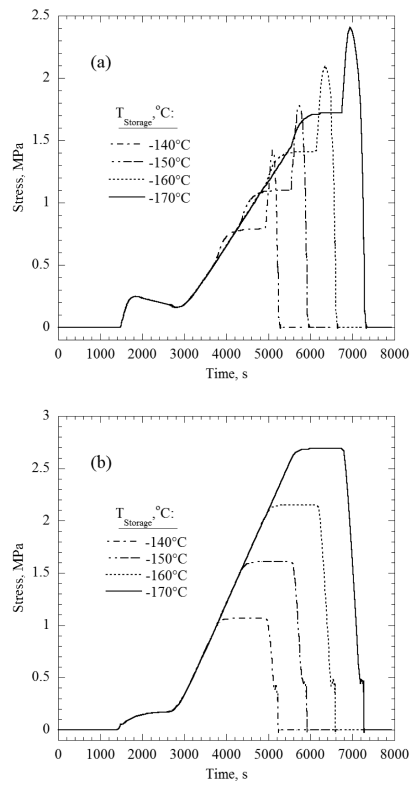 (a)
T_Storage,°C:
-140°C
-150°C
-160°C
-170°C
Stress, MPa
2.5
2
1.5
1
0.5
0
0 1000 2000 3000 4000 5000 6000 7000 8000
Time, s
(b)
T_Storage,°C:
-140°C
-150°C
-160°C
-170°C
Stress, MPa
3
2.5
2
1.5
1
0.5
0
0 1000 2000 3000 4000 5000 6000 7000 8000
Time, s